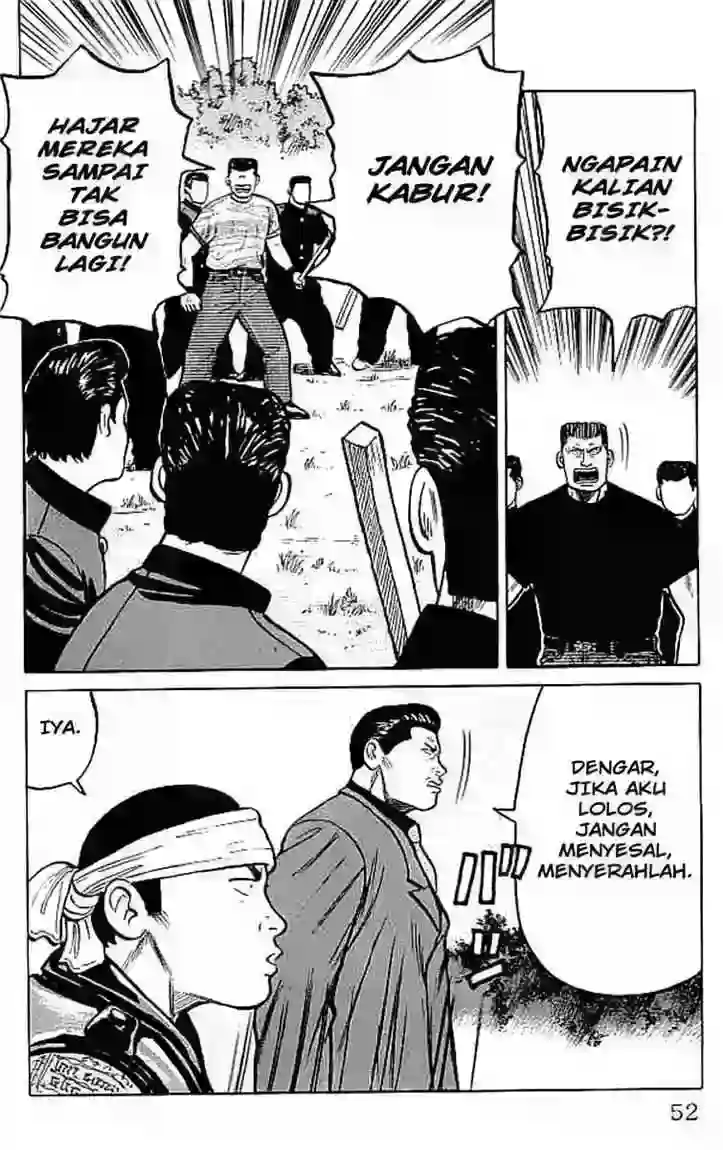 NGAPAIN
KALIAN
BISIK-
BISIK?!
JANGAN
KABUR!
HAJAR
MEREKA
SAMPAI
TAK
BISA
BANGUN
LAGI!
DENGAR,
JIKA AKU
LOLOS,
JANGAN
MENYESAL,
MENYERAHLAH.
IYA.
52